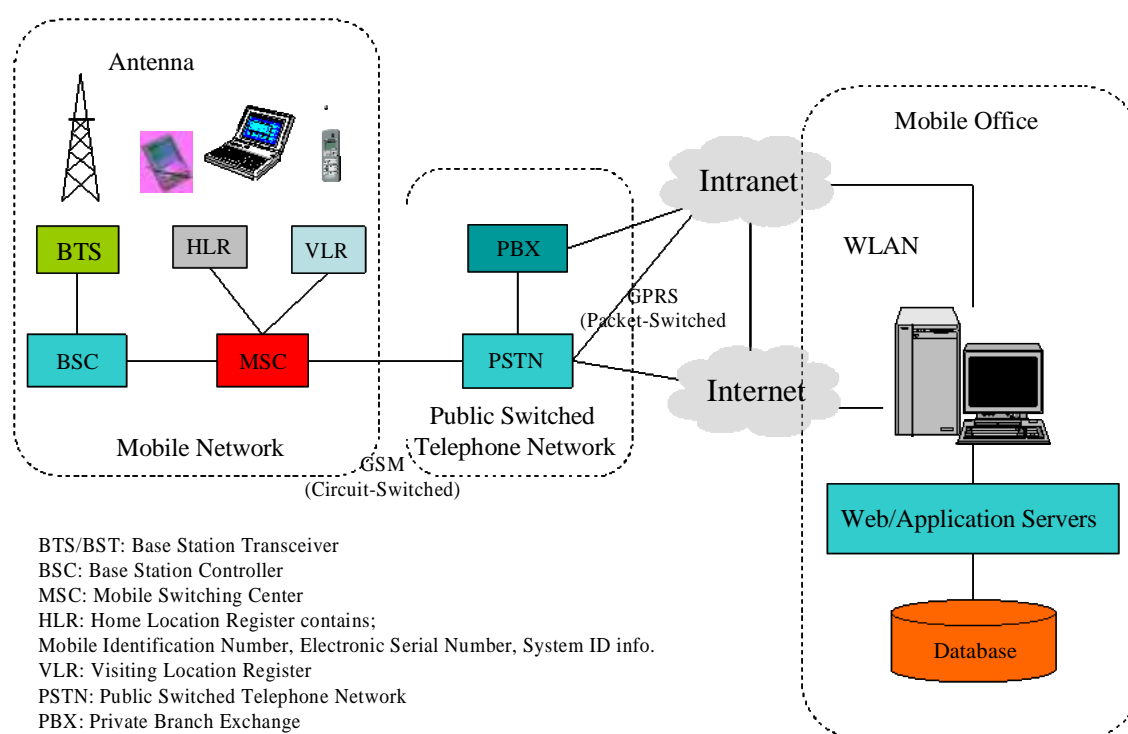 Antenna
BTS
HLR
VLR
BSC
MSC
Mobile Network
GSM
(Circuit-Switched)
PBX
PSTN
Public Switched
Telephone Network
GPRS
(Packet-Switched
Intranet
Internet
Mobile Office
WLAN
Web/Application Servers
Database
BTS/BST: Base Station Transceiver
BSC: Base Station Controller
MSC: Mobile Switching Center
HLR: Home Location Register contains;
Mobile Identification Number, Electronic Serial Number, System ID info.
VLR: Visiting Location Register
PSTN: Public Switched Telephone Network
PBX: Private Branch Exchange